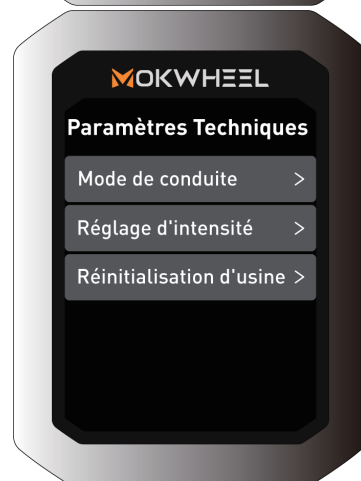 MOKWHEEL
Paramètres Techniques
Mode de conduite >
Réglage d'intensité >
Réinitialisation d'usine >